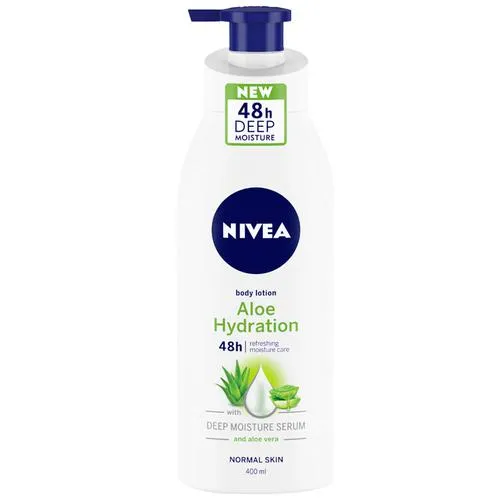 NEW
48h
DEEP
MOISTURE
NIVEA
body lotion
Aloe
Hydration
48h | refreshing
moisture care
with
DEEP MOISTURE SERUM
and aloe vera
NORMAL SKIN
400 ml